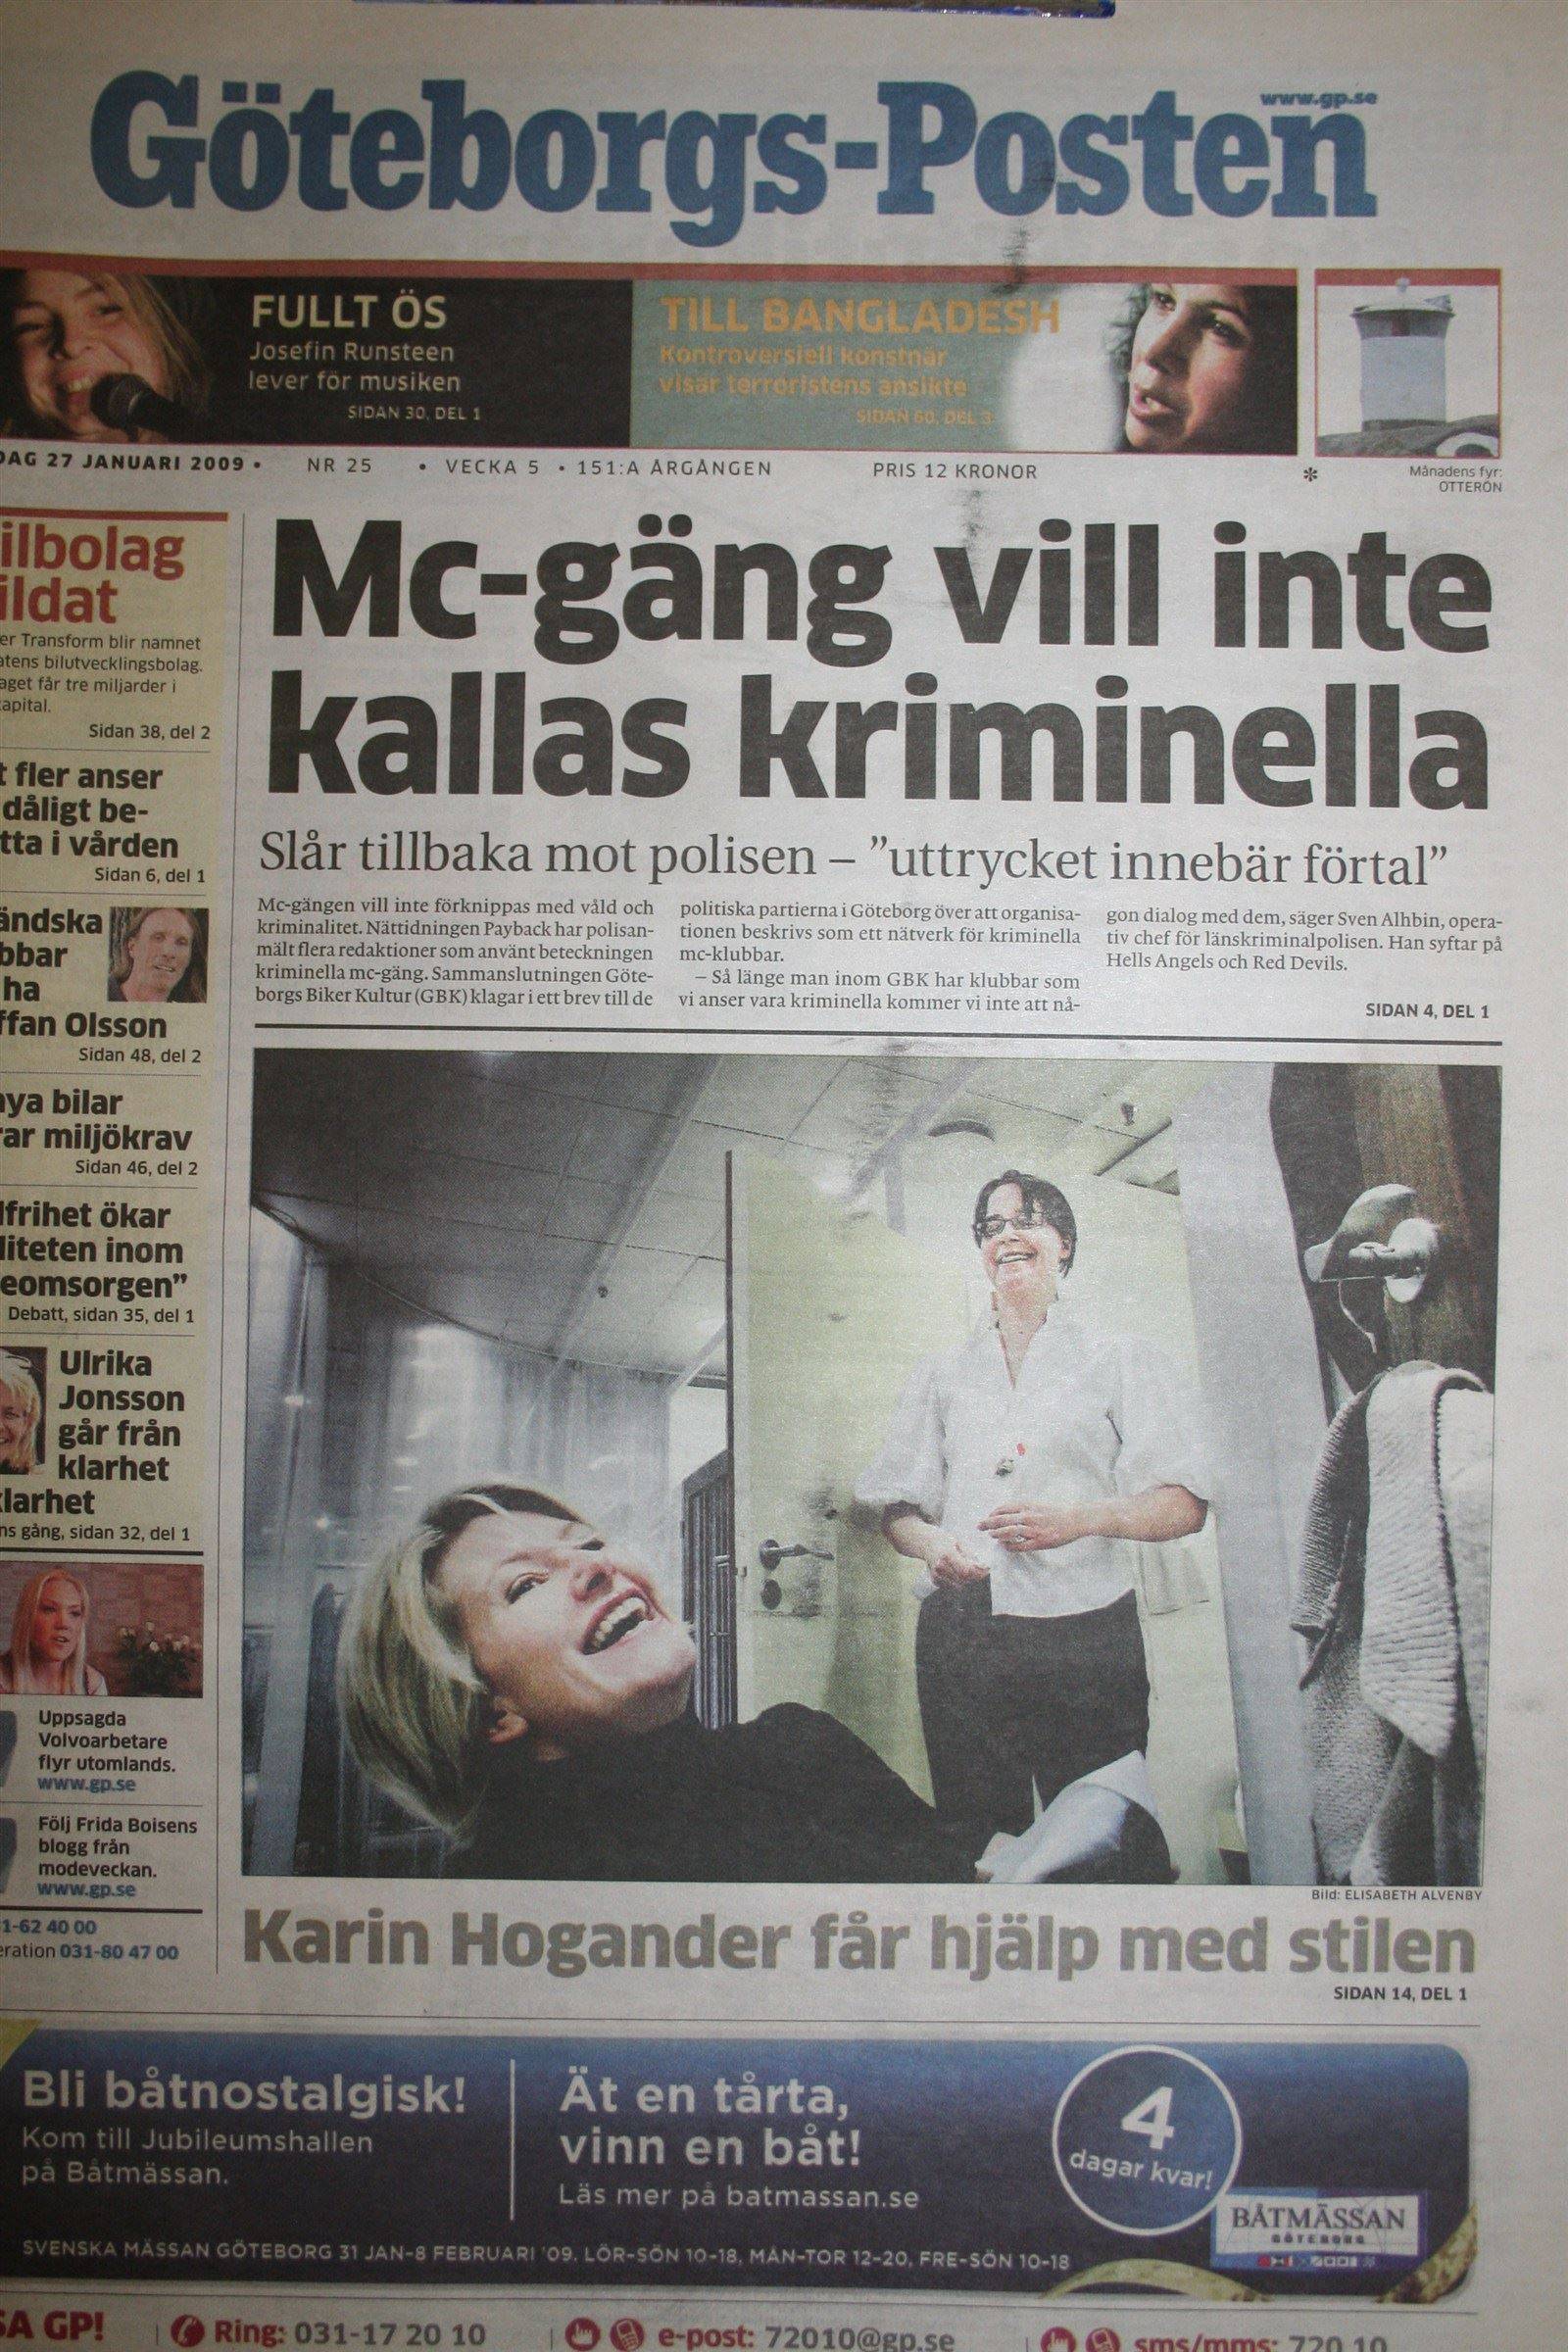 Göteborgs-Posten
www.gp.se
FULLT ÖS
Josefin Runsteen
lever för musiken
SIDAN 30, DEL 1
TILL BANGLADESH
Kontroversiell konstnär
visar terroristens ansikte
SIDAN 60, DEL 3
Månadens fyr:
OTTERÖN
DAG 27 JANUARI 2009 • NR 25 • VECKA 5 • 151:A ÅRGÅNGEN PRIS 12 KRONOR *
ilbolag
ildat
er Transform blir namnet
atens bilutvecklingsbolag.
aget får tre miljarder i
apital.
Sidan 38, del 2
t fler anser
dåligt be-
tta i vården
Sidan 6, del 1
ändska
bbar
ha
ffan Olsson
Sidan 48, del 2
nya bilar
rar miljökrav
Sidan 46, del 2
lfrihet ökar
liteten inom
eomsorgen”
Debatt, sidan 35, del 1
Ulrika
Jonsson
går från
klarhet
klarhet
ns gång, sidan 32, del 1
Uppsagda
Volvoarbetare
flyr utomlands.
www.gp.se
Följ Frida Boisens
blogg från
modeveckan.
www.gp.se
1-62 40 00
eration 031-80 47 00
Mc-gäng vill inte
kallas kriminella
Slår tillbaka mot polisen – ”uttrycket innebär förtal”
Mc-gängen vill inte förknippas med våld och
kriminalitet. Nättidningen Payback har polisan-
mält flera redaktioner som använt beteckningen
kriminella mc-gäng. Sammanslutningen Göte-
borgs Biker Kultur (GBK) klagar i ett brev till de
politiska partierna i Göteborg över att organisa-
tionen beskrivs som ett nätverk för kriminella
mc-klubbar.
– Så länge man inom GBK har klubbar som
vi anser vara kriminella kommer vi inte att nå-
gon dialog med dem, säger Sven Alhbin, opera-
tiv chef för länskriminalpolisen. Han syftar på
Hells Angels och Red Devils.
SIDAN 4, DEL 1
Bild: ELISABETH ALVENBY
Karin Hogander får hjälp med stilen
SIDAN 14, DEL 1
Bli båtnostalgisk!
Kom till Jubileumshallen
på Båtmässan.
Ät en tårta,
vinn en båt!
Läs mer på batmassan.se
4
dagar kvar!
BÅTMÄSSAN
GÖTEBORG
SVENSKA MÄSSAN GÖTEBORG 31 JAN-8 FEBRUARI '09. LÖR-SÖN 10-18, MÅN-TOR 12-20, FRE-SÖN 10-18
SA GP! Ring: 031-17 20 10 e-post: 72010@gp.se sms/mms: 720 10